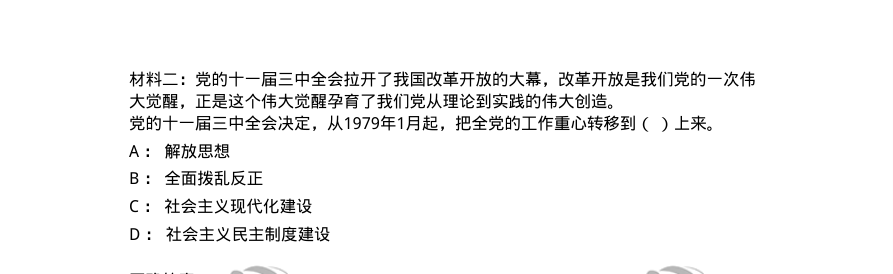 材料二：党的十一届三中全会拉开了我国改革开放的大幕，改革开放是我们党的一次伟
大觉醒，正是这个伟大觉醒孕育了我们党从理论到实践的伟大创造。
党的十一届三中全会决定，从1979年1月起，把全党的工作重心转移到（ ）上来。
A： 解放思想
B： 全面拨乱反正
C： 社会主义现代化建设
D： 社会主义民主制度建设